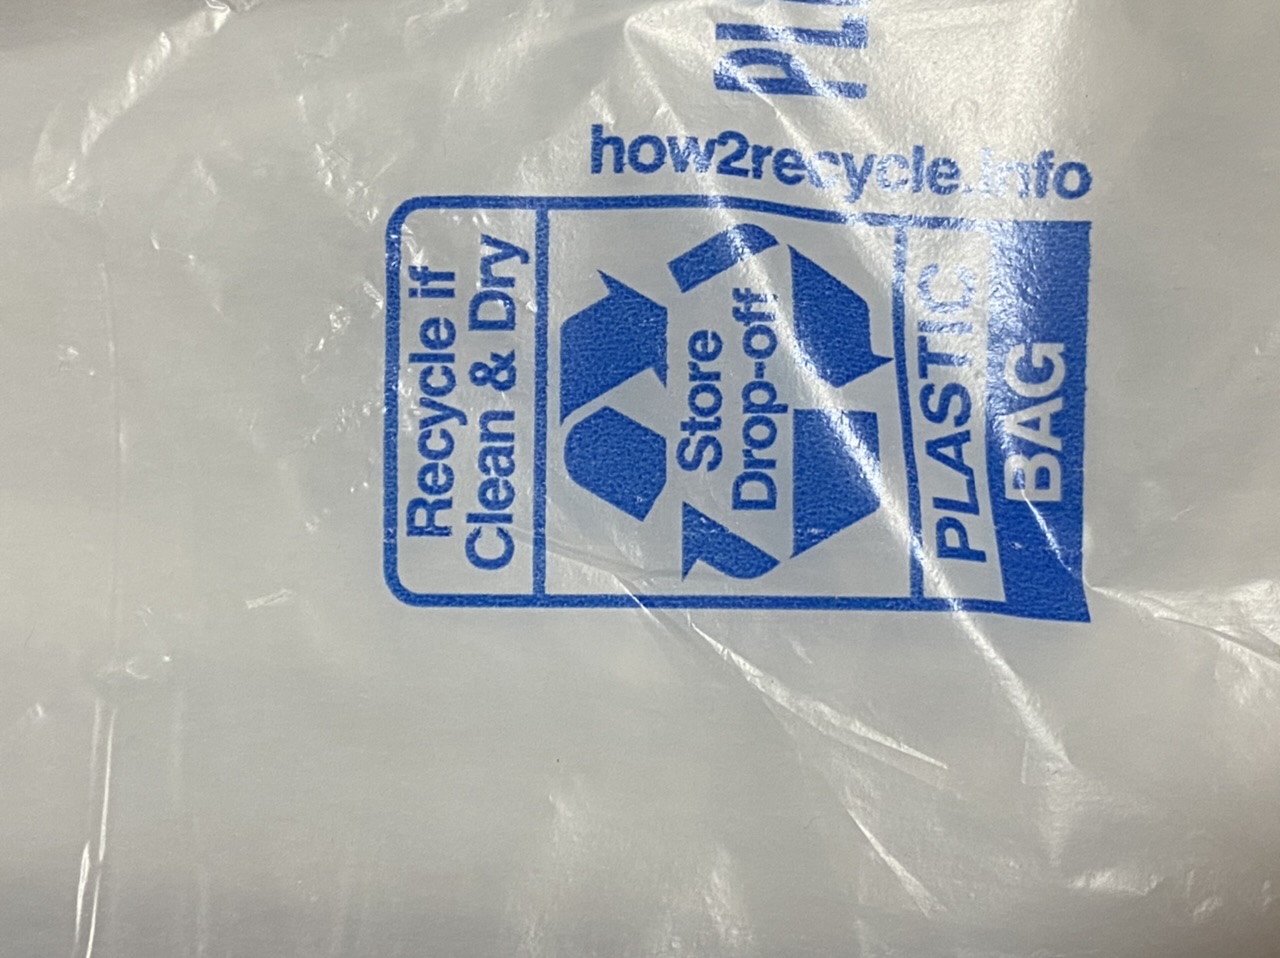 Recycle if
Clean & Dry
Store
Drop-off
PLASTIC
BAG
how2recycle.info